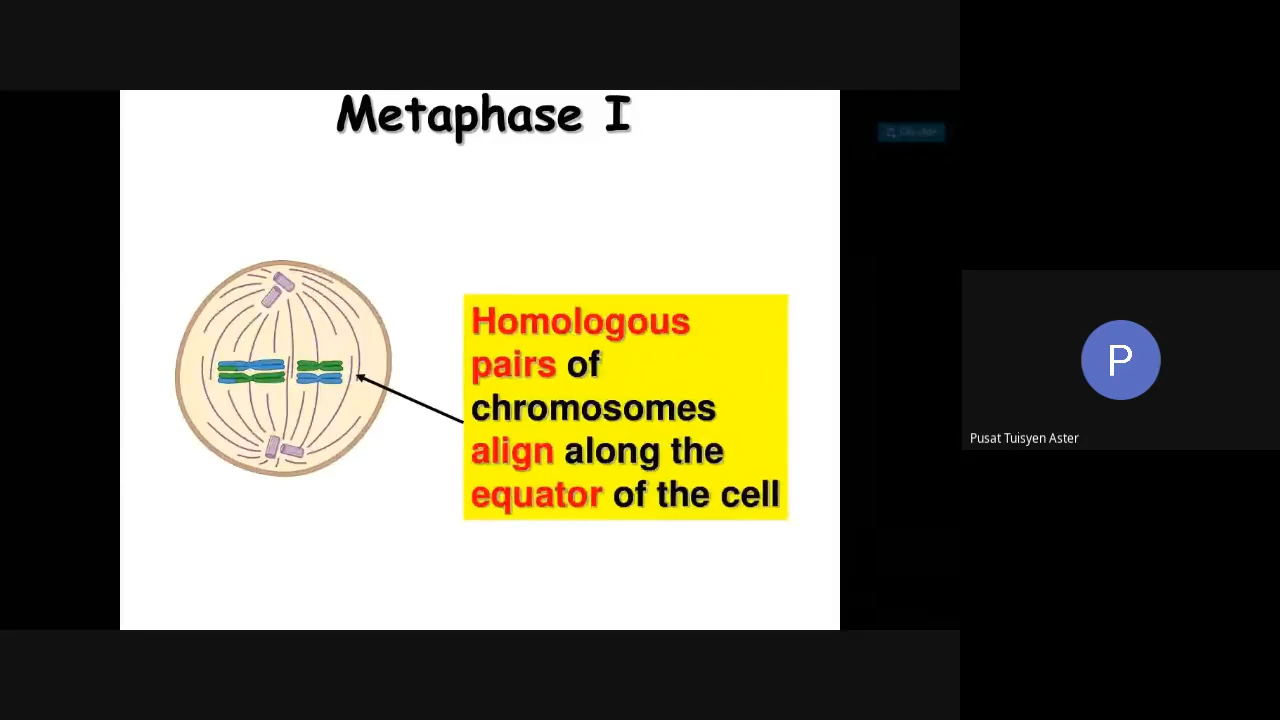 Metaphase I
Homologous
pairs of
chromosomes
align along the
equator of the cell
P
Pusat Tuisyen Aster